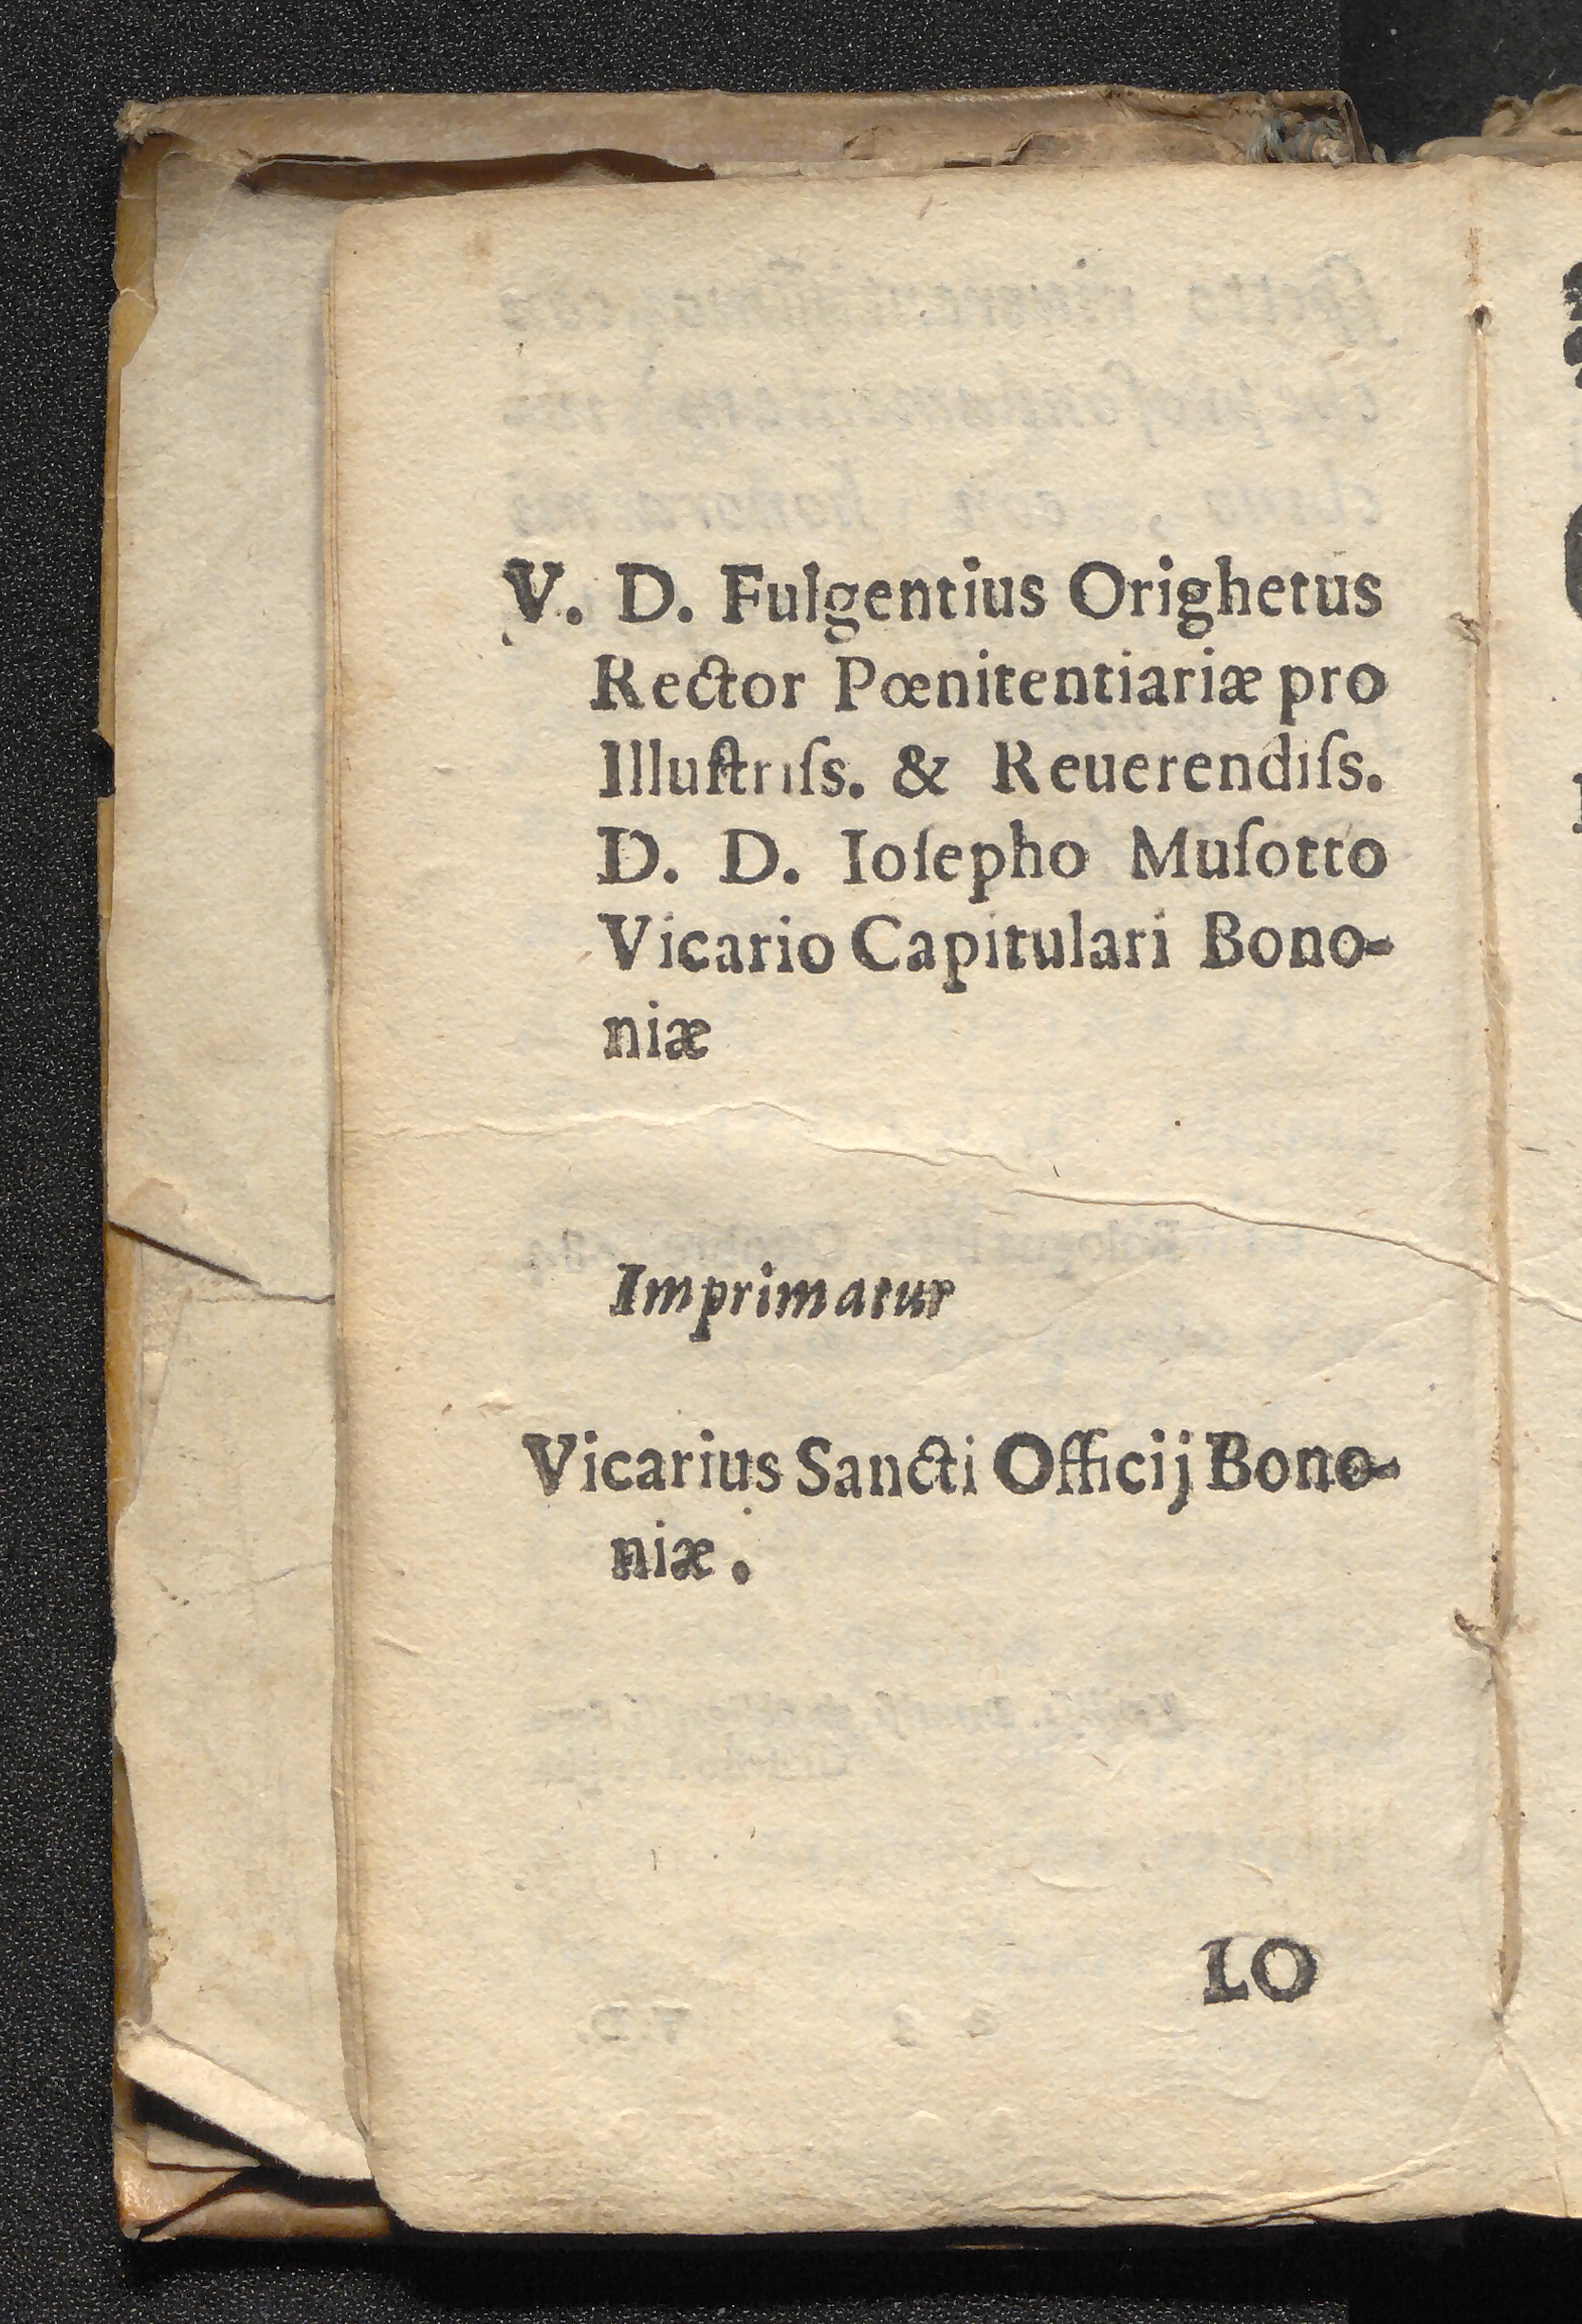 V. D. Fulgentius Orighetus
Rector Pœnitentiariæ pro
Illuſtriſs. & Reuerendiſs.
D. D. Ioſepho Muſotto
Vicario Capitulari Bono-
niæ
Imprimatur
Vicarius Sancti Officij Bono-
niæ.
LO